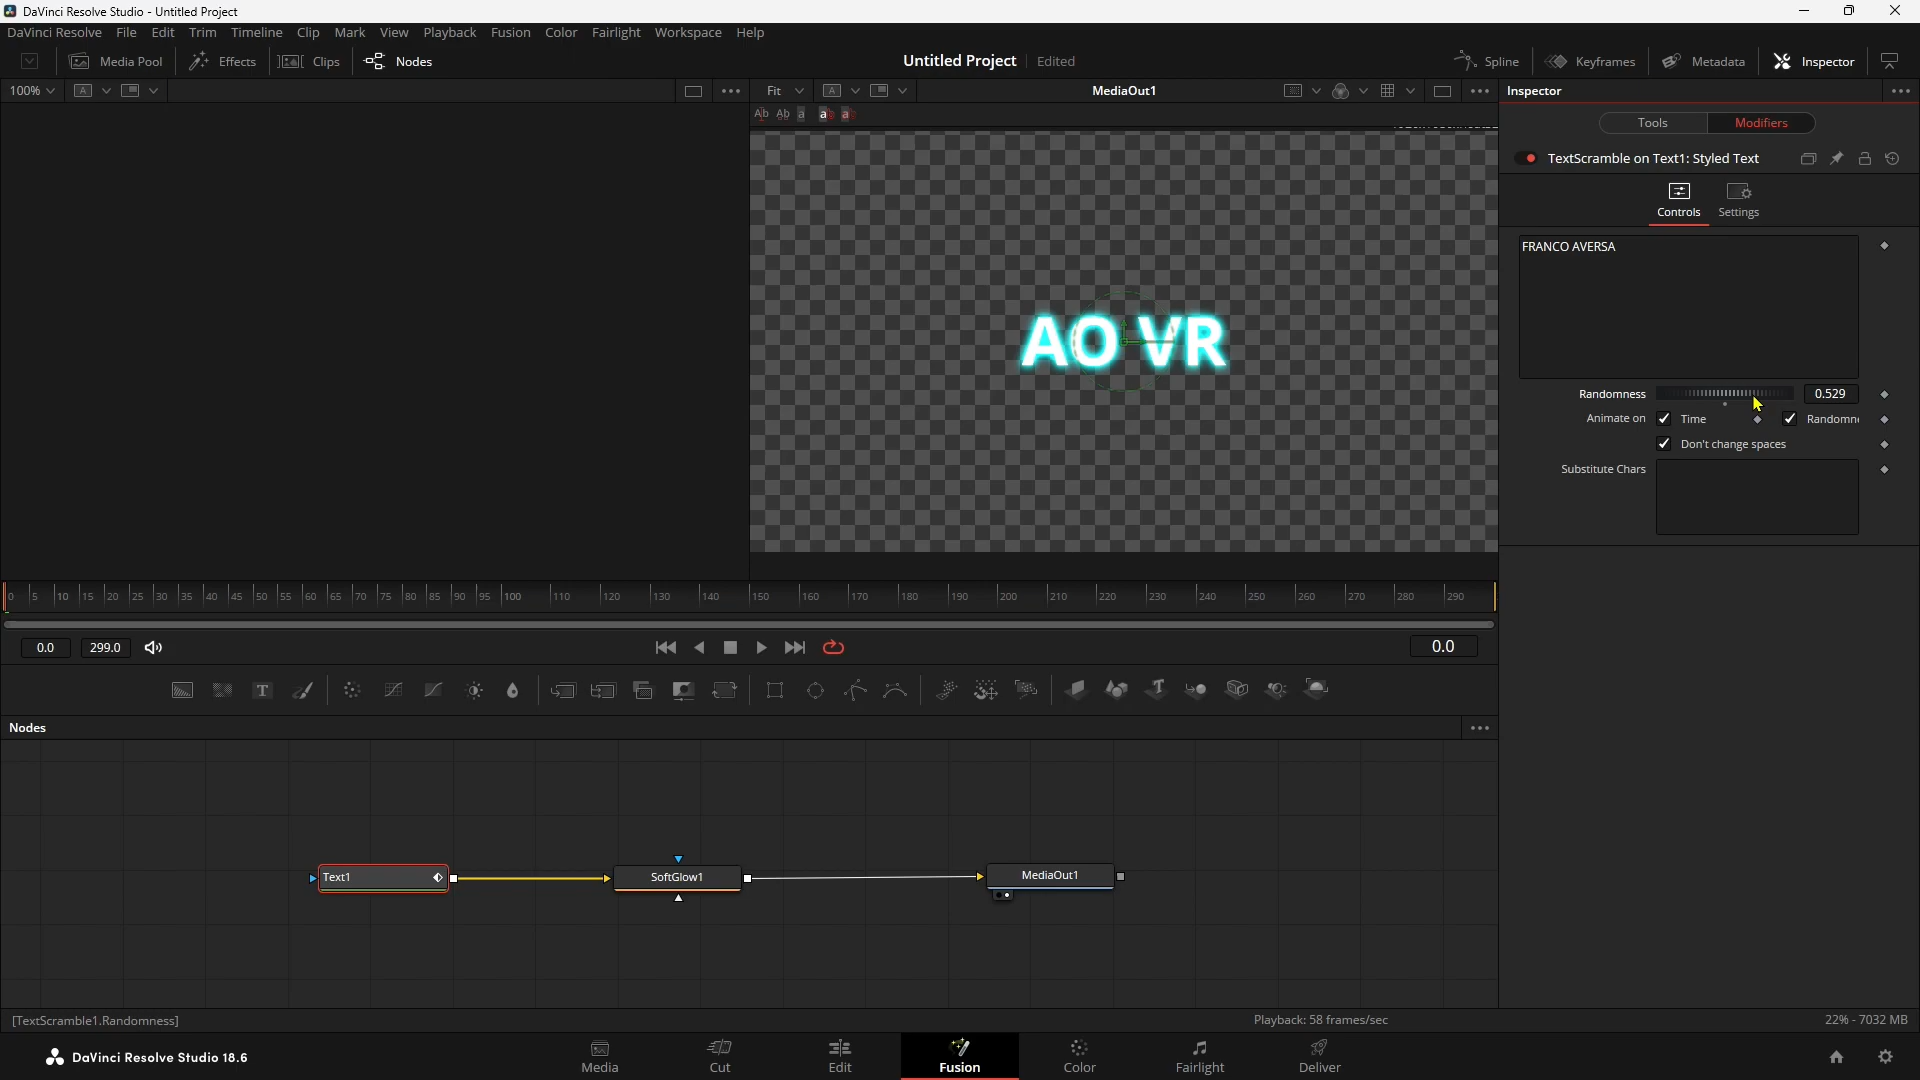 DaVinci Resolve Studio - Untitled Project
DaVinci Resolve File Edit Trim Timeline Clip Mark View Playback Fusion Color Fairlight Workspace Help
Media Pool Effects Clips Nodes Untitled Project Edited Spline Keyframes Metadata Inspector
100% A Fit A MediaOut1 Inspector
Tools Modifiers
TextScramble on Text1: Styled Text
Controls Settings
FRANCO AVERSA
AO VR
Randomness 0.529
Animate on Time Randomne
Don't change spaces
Substitute Chars
0 5 10 15 20 25 30 35 40 45 50 55 60 65 70 75 80 85 90 95 100 110 120 130 140 150 160 170 180 190 200 210 220 230 240 250 260 270 280 290
0.0 299.0 0.0
Nodes
Text1 SoftGlow1 MediaOut1
[TextScramble1.Randomness] Playback: 58 frames/sec 22% - 7032 MB
DaVinci Resolve Studio 18.6 Media Cut Edit Fusion Color Fairlight Deliver